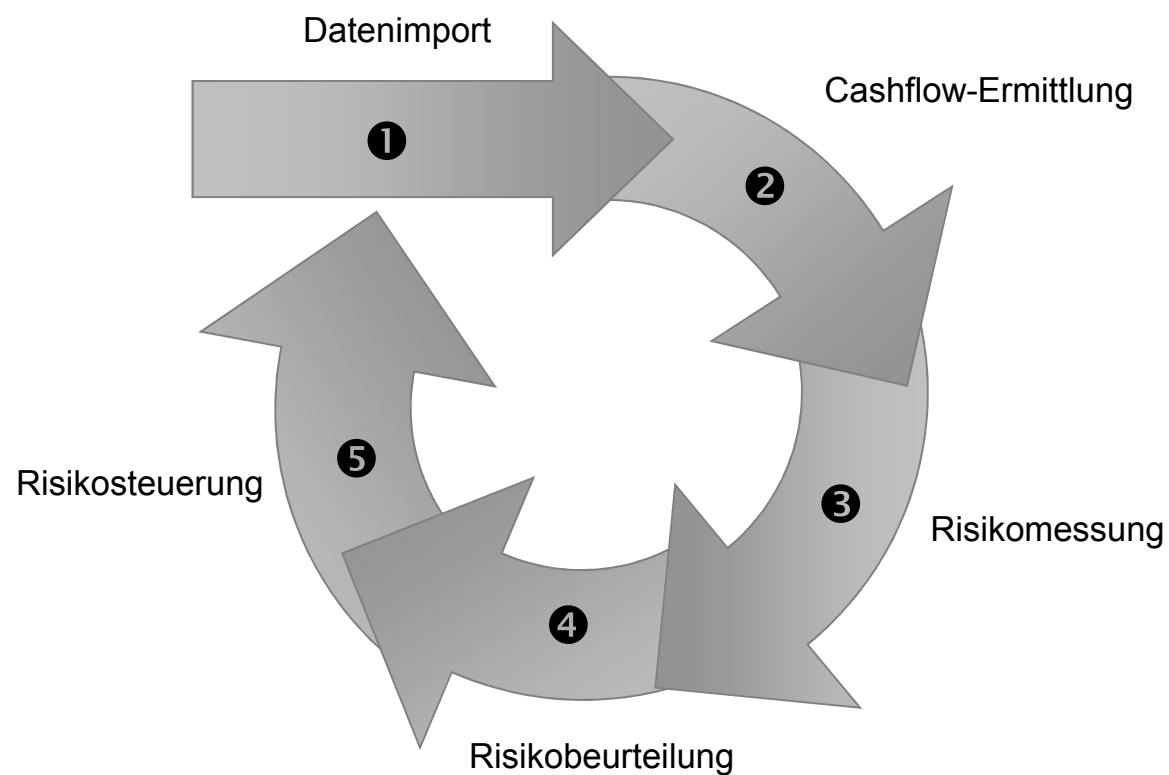 Datenimport
❶
Cashflow-Ermittlung
❷
❸
Risikomessung
❹
Risikobeurteilung
❺
Risikosteuerung